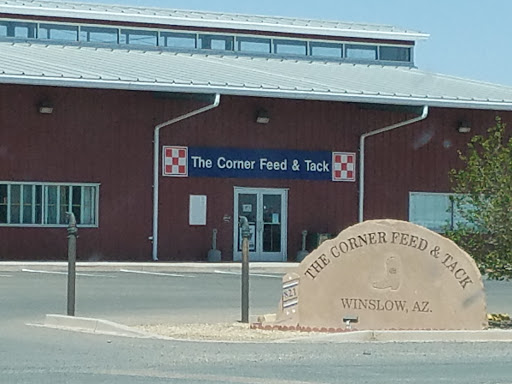 The Corner Feed & Tack
THE CORNER FEED & TACK
WINSLOW, AZ.